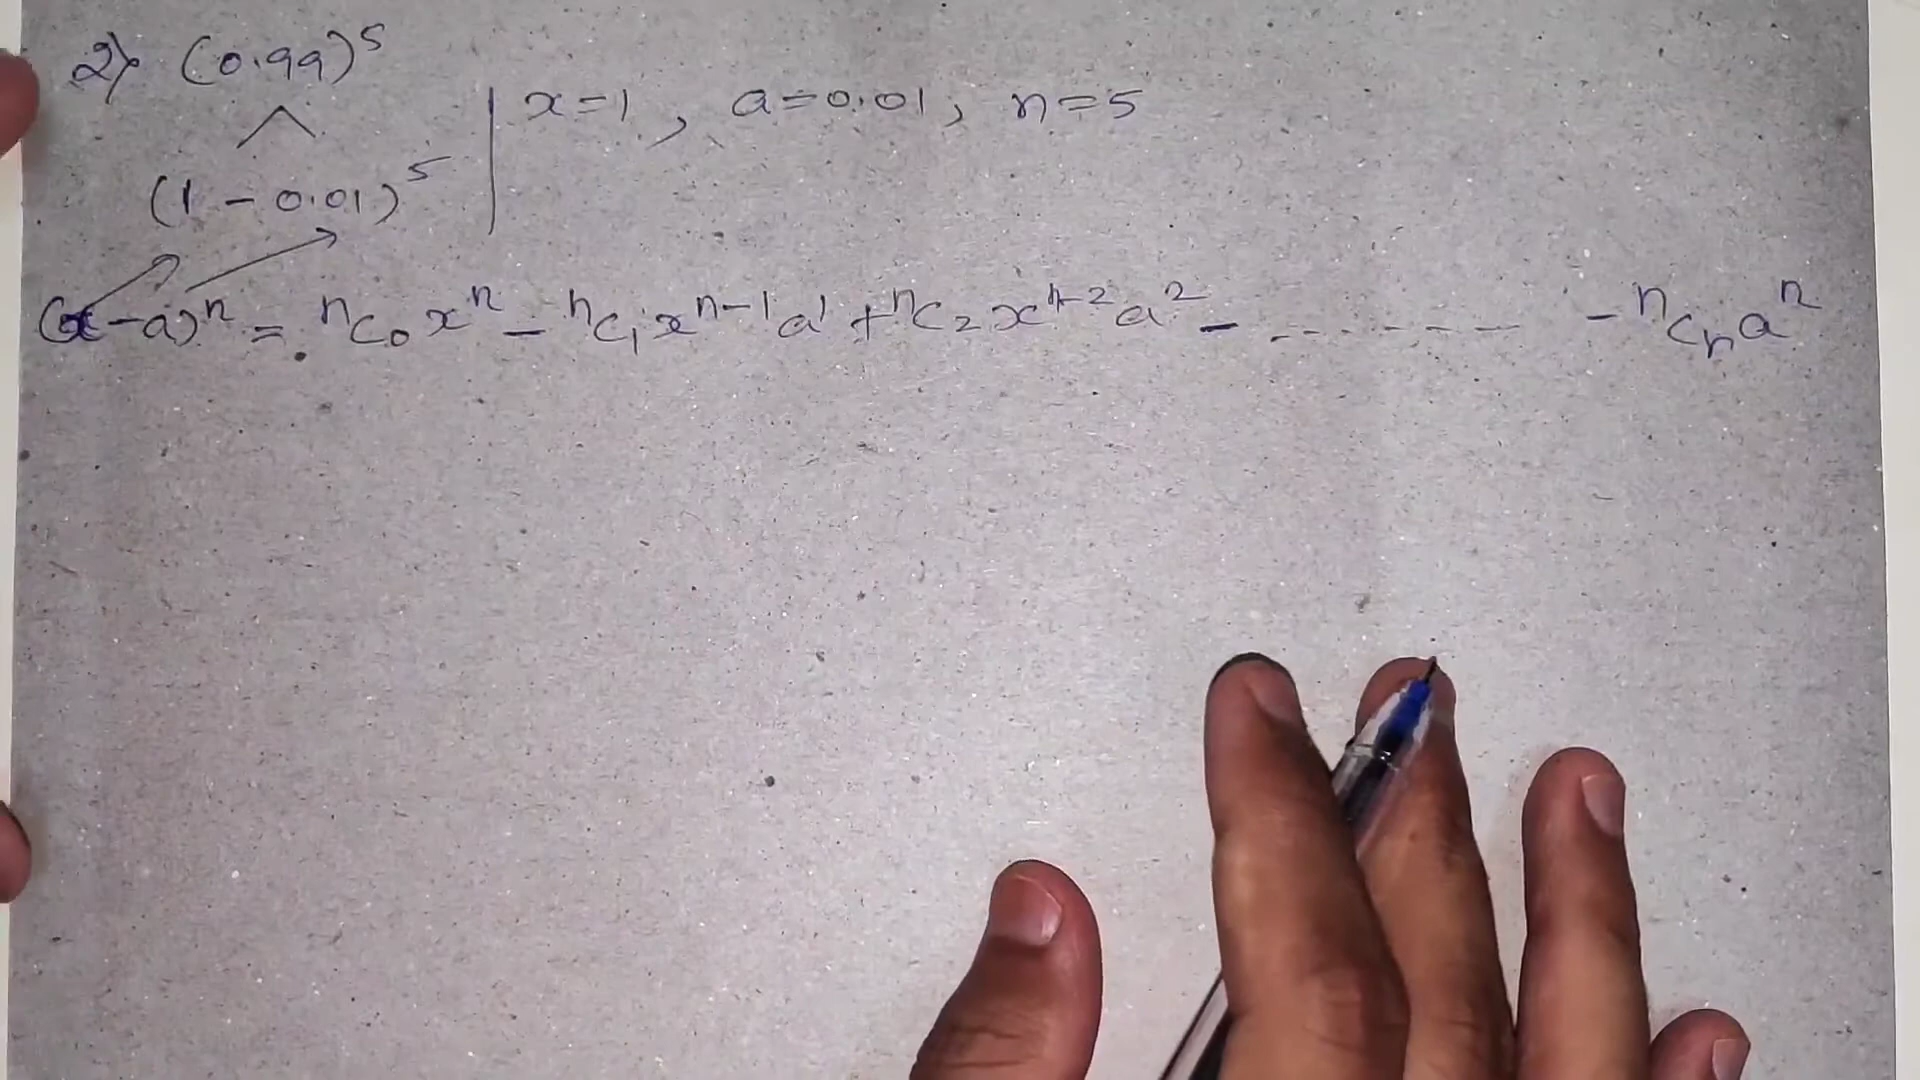 2) (0.99)^5
x=1, a=0.01, n=5
(1 - 0.01)^5
(x-a)^n = nC0 x^n - nC1 x^n-1 a^1 + nC2 x^n-2 a^2 - ------- - nCn a^n